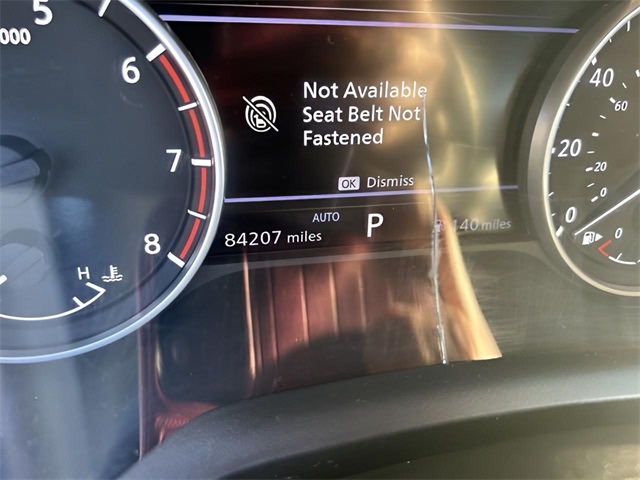 5
000
6
7
8
H
Not Available
Seat Belt Not
Fastened
OK Dismiss
AUTO
84207 miles
P
140 miles
40
60
20
20
0
0
0